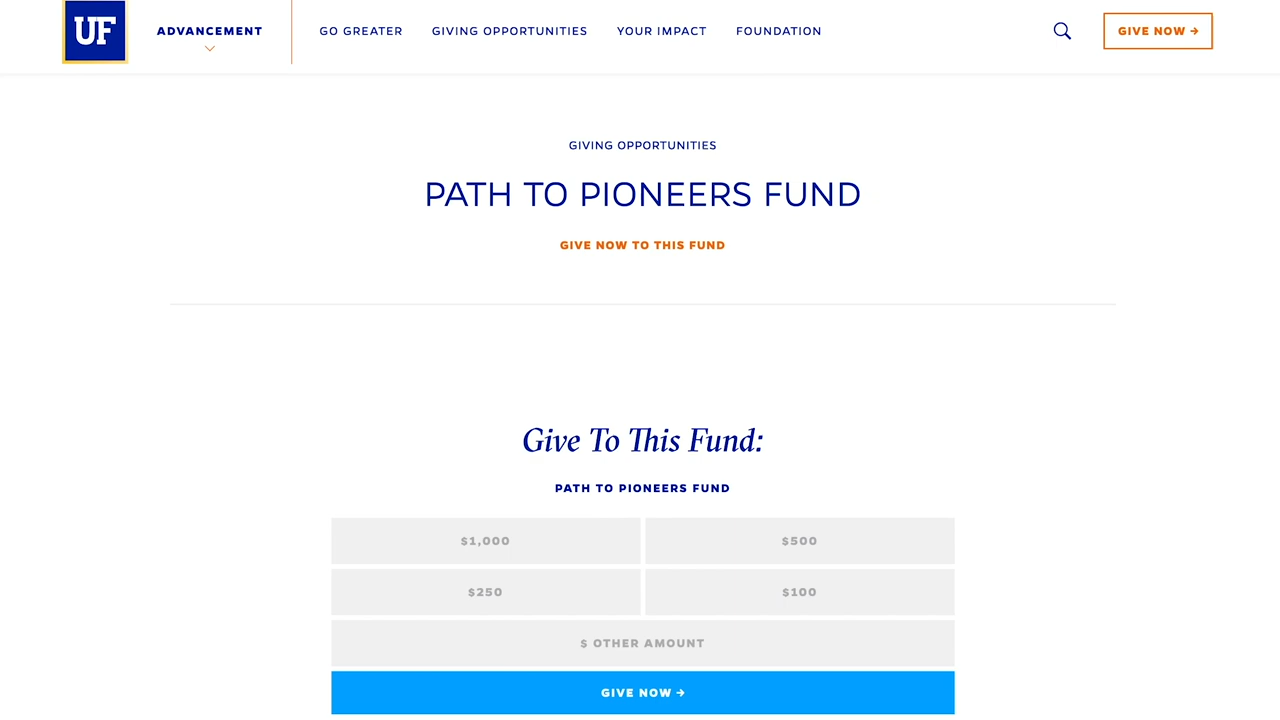 UF
ADVANCEMENT
GO GREATER
GIVING OPPORTUNITIES
YOUR IMPACT
FOUNDATION
GIVE NOW →
GIVING OPPORTUNITIES
PATH TO PIONEERS FUND
GIVE NOW TO THIS FUND
Give To This Fund:
PATH TO PIONEERS FUND
$1,000
$500
$250
$100
$ OTHER AMOUNT
GIVE NOW →